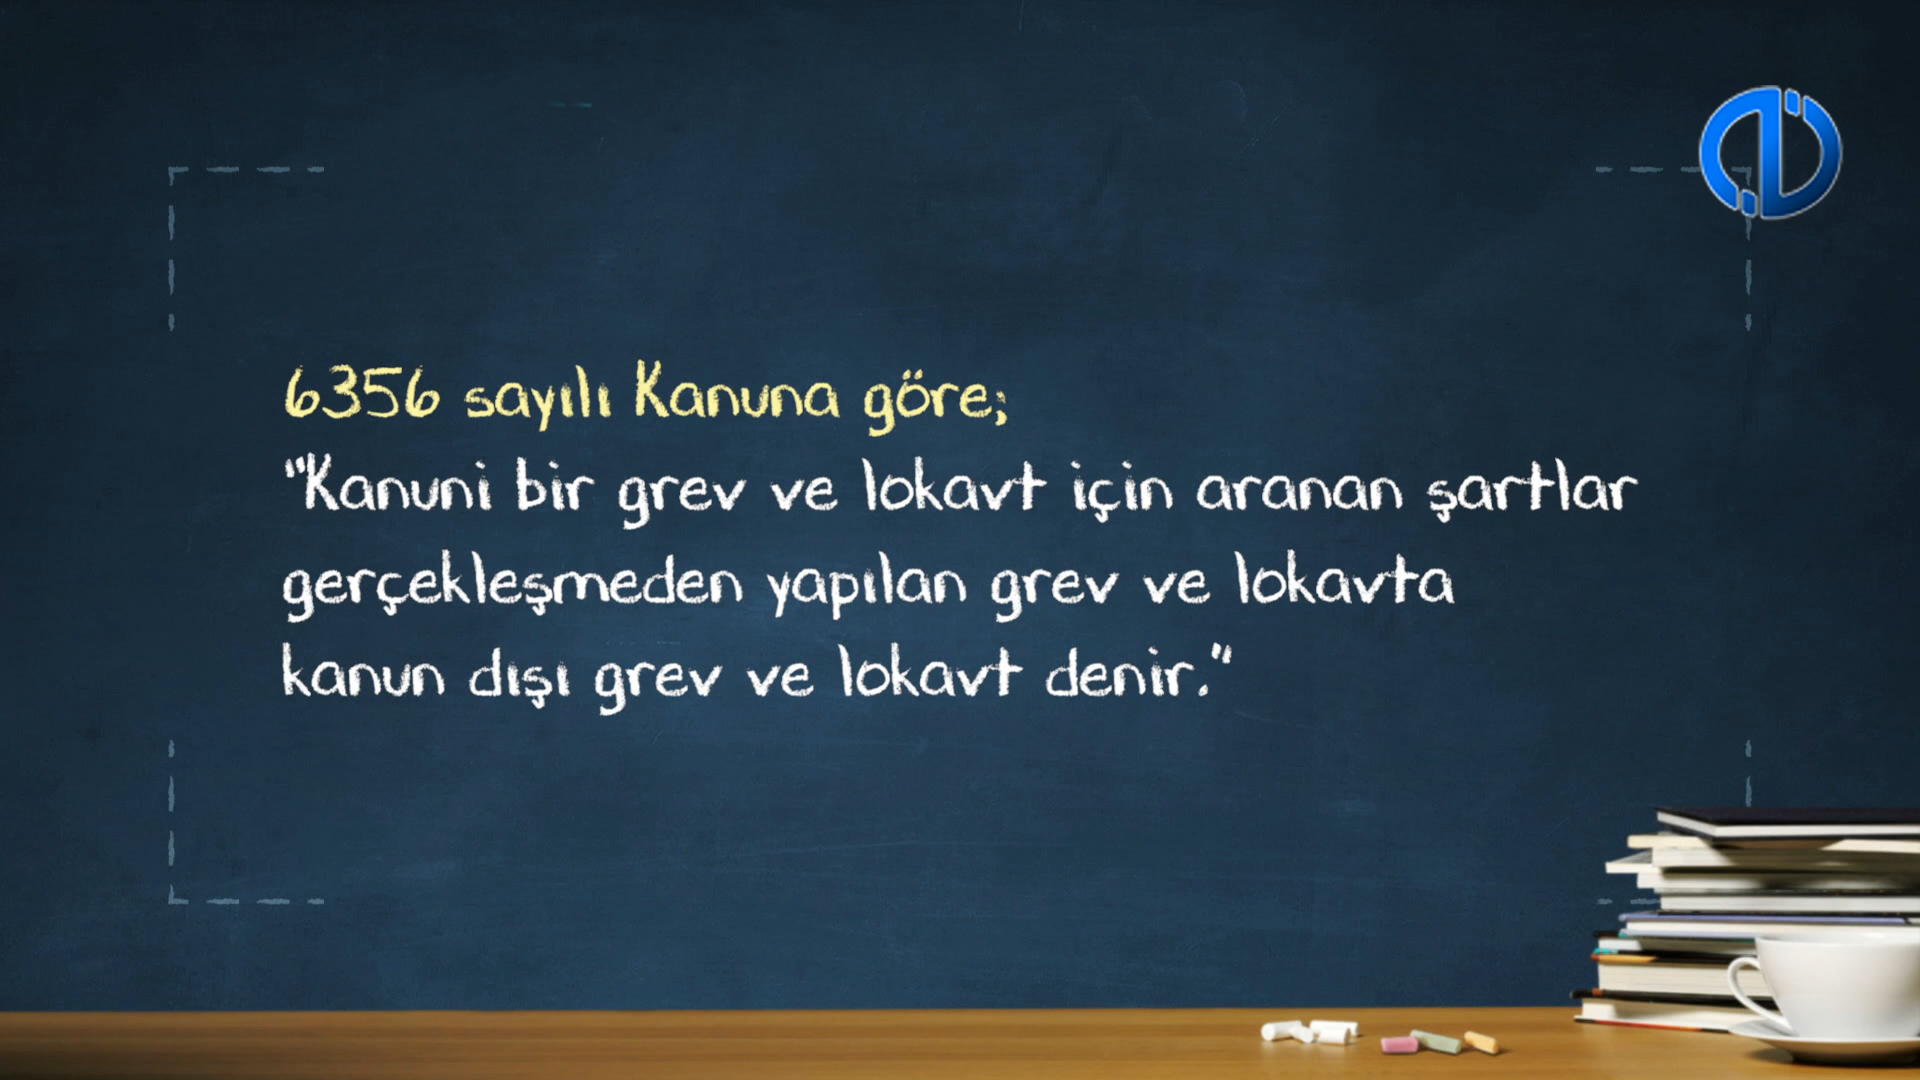 6356 sayılı Kanuna göre;
"Kanuni bir grev ve lokavt için aranan şartlar
gerçekleşmeden yapılan grev ve lokavta
kanun dışı grev ve lokavt denir."